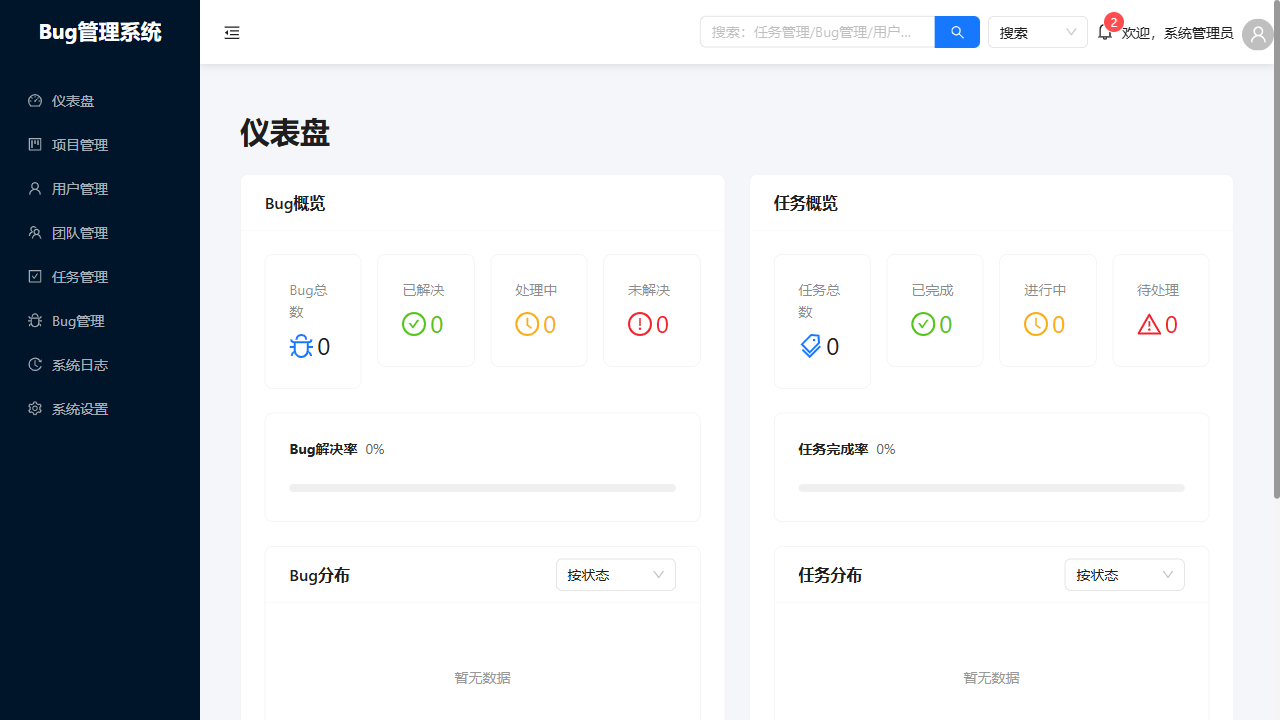 Bug管理系统
仪表盘
项目管理
用户管理
团队管理
任务管理
Bug管理
系统日志
系统设置
搜索：任务管理/Bug管理/用户...
搜索
2
欢迎，系统管理员
仪表盘
Bug概览
Bug总
数
0
已解决
0
处理中
0
未解决
0
Bug解决率 0%
Bug分布
按状态
暂无数据
任务概览
任务总
数
0
已完成
0
进行中
0
待处理
0
任务完成率 0%
任务分布
按状态
暂无数据